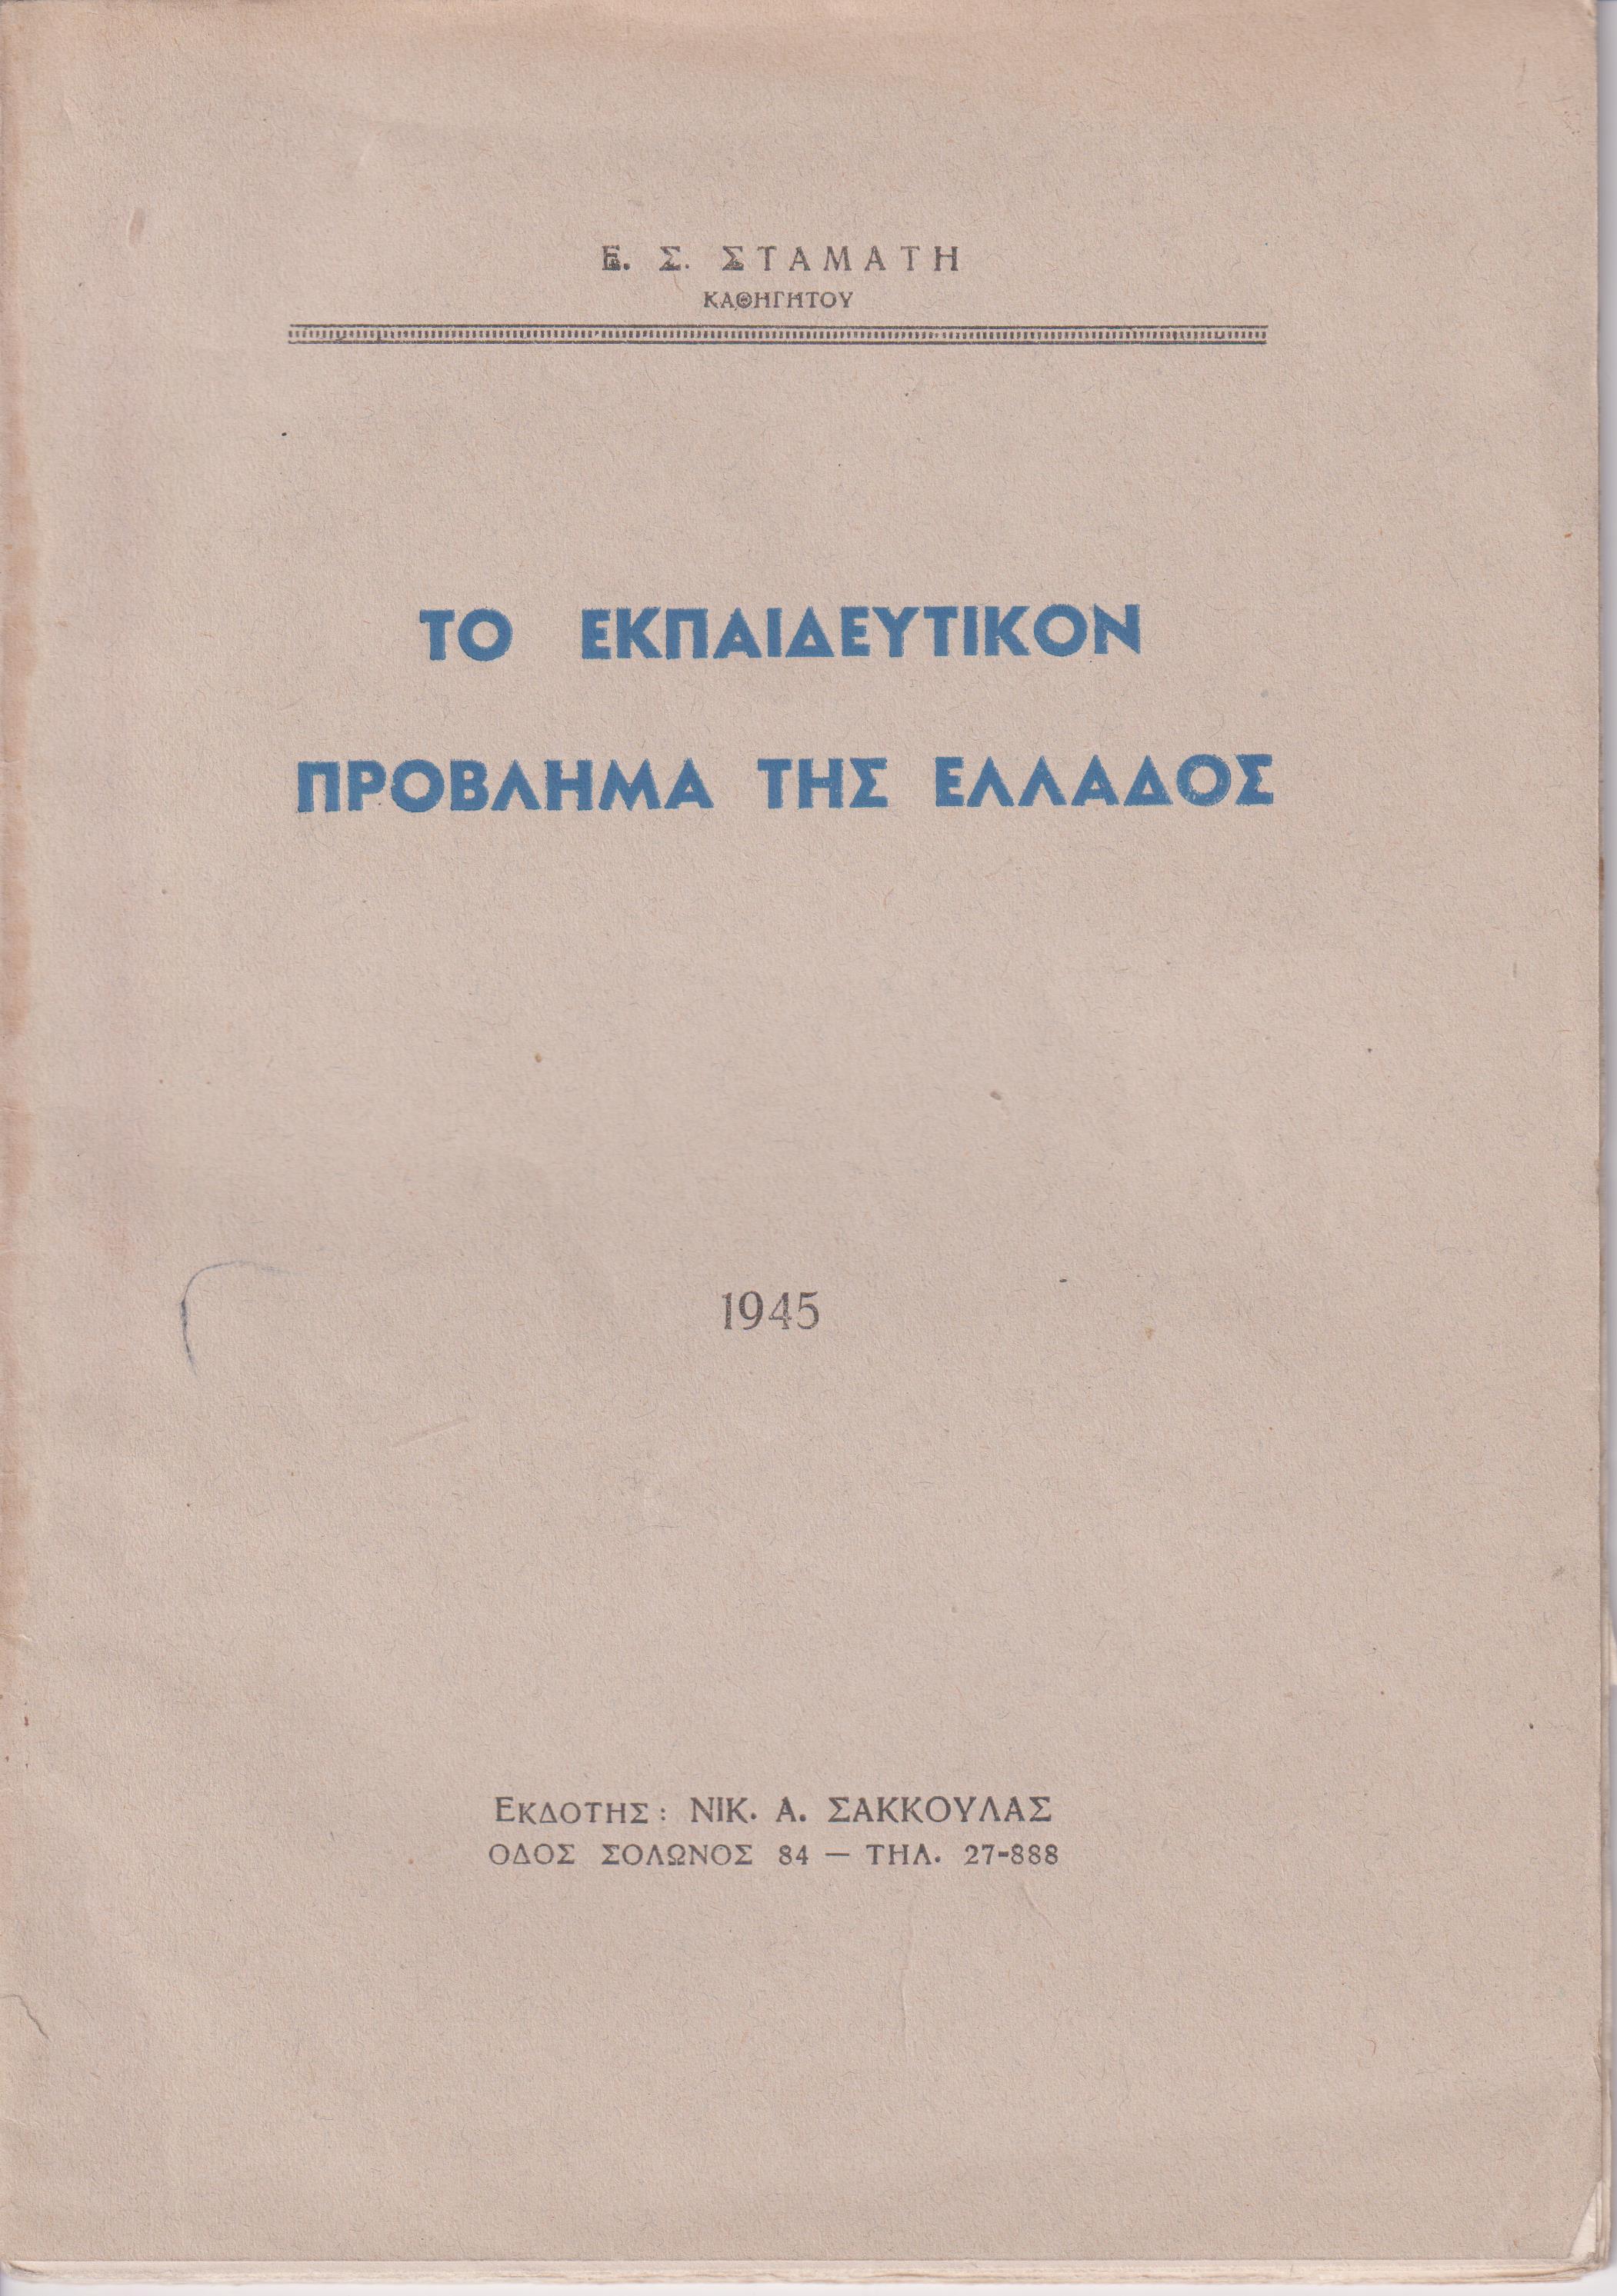 Ε. Σ. ΣΤΑΜΑΤΗ
ΚΑΘΗΓΗΤΟΥ
ΤΟ ΕΚΠΑΙΔΕΥΤΙΚΟΝ
ΠΡΟΒΛΗΜΑ ΤΗΣ ΕΛΛΑΔΟΣ
1945
ΕΚΔΟΤΗΣ: ΝΙΚ. Α. ΣΑΚΚΟΥΛΑΣ
ΟΔΟΣ ΣΟΛΩΝΟΣ 84 — ΤΗΛ. 27-888